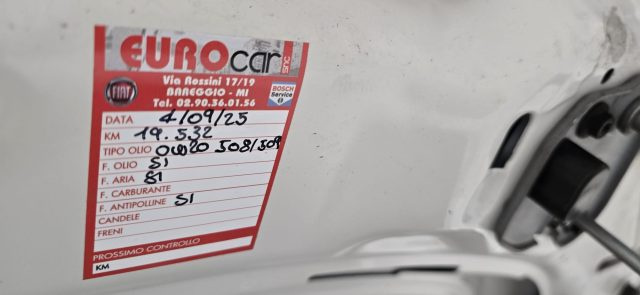 EUROcar snc
Via Rossini 17/19
BAREGGIO - MI
Tel. 02.90.36.01.56
FIAT
BOSCH
Service
DATA 4/09/25
KM 19.532
TIPO OLIO 0W20 508/509
F. OLIO SI
F. ARIA SI
F. CARBURANTE
F. ANTIPOLLINE SI
CANDELE
FRENI
PROSSIMO CONTROLLO
KM